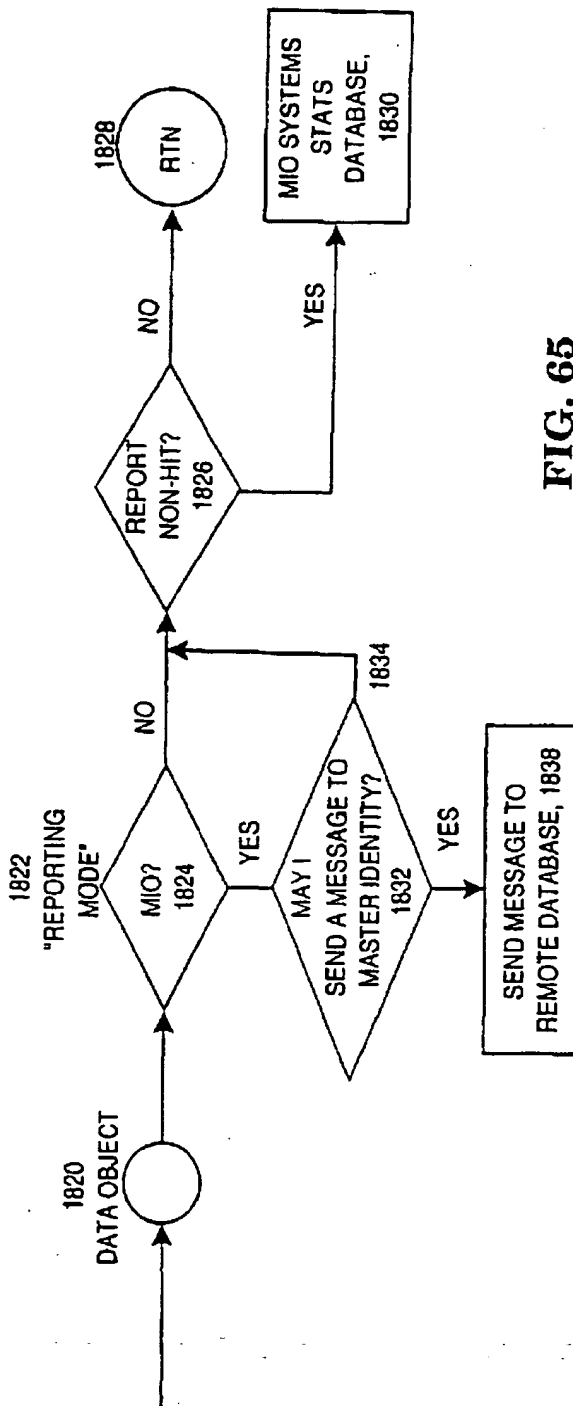 1820
DATA OBJECT
1822
"REPORTING
MODE"
MIO?
1824
NO
YES
MAY I
SEND A MESSAGE TO
MASTER IDENTITY?
1832
1834
YES
SEND MESSAGE TO
REMOTE DATABASE, 1838
REPORT
NON-HIT?
1826
NO
1828
RTN
YES
MIO SYSTEMS
STATS
DATABASE,
1830
FIG. 65